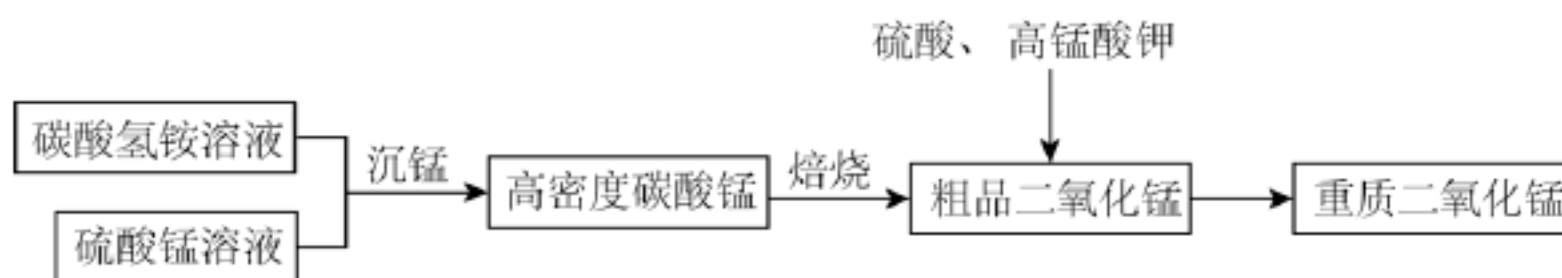 硫酸、高锰酸钾
碳酸氢铵溶液
沉锰
高密度碳酸锰
焙烧
粗品二氧化锰
重质二氧化锰
硫酸锰溶液